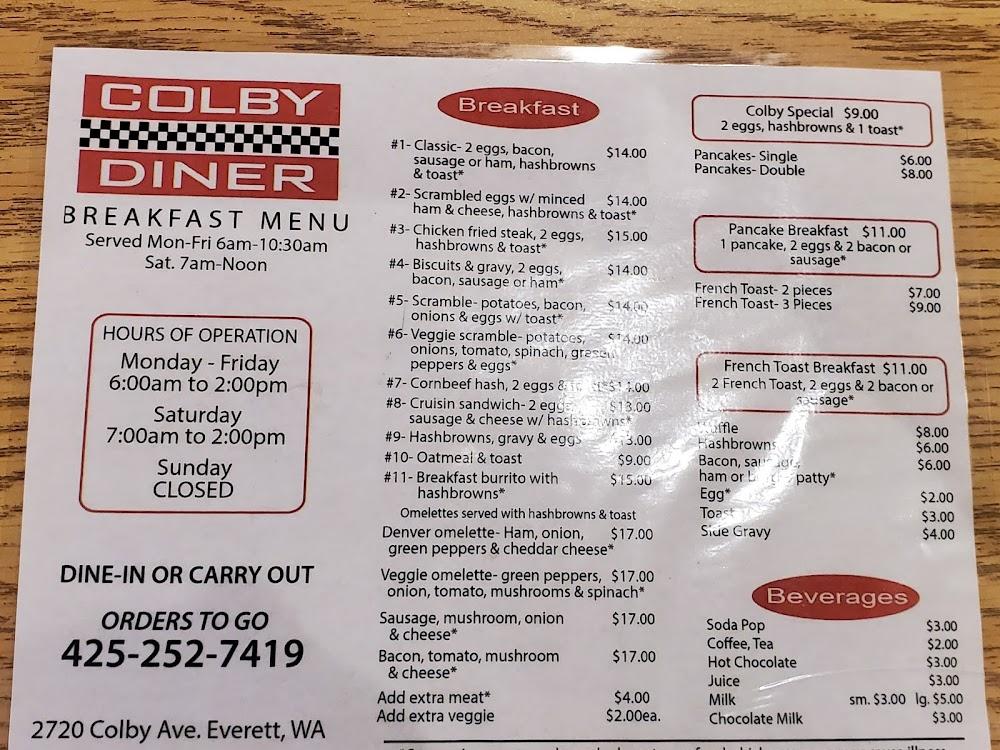 COLBY
DINER
BREAKFAST MENU
Served Mon-Fri 6am-10:30am
Sat. 7am-Noon
HOURS OF OPERATION
Monday - Friday
6:00am to 2:00pm
Saturday
7:00am to 2:00pm
Sunday
CLOSED
DINE-IN OR CARRY OUT
ORDERS TO GO
425-252-7419
2720 Colby Ave. Everett, WA
Breakfast
#1- Classic- 2 eggs, bacon, $14.00
sausage or ham, hashbrowns
& toast*
#2- Scrambled eggs w/ minced $14.00
ham & cheese, hashbrowns & toast*
#3- Chicken fried steak, 2 eggs, $15.00
hashbrowns & toast*
#4- Biscuits & gravy, 2 eggs, $14.00
bacon, sausage or ham*
#5- Scramble- potatoes, bacon, $14.00
onions & eggs w/ toast*
#6- Veggie scramble- potatoes, $14.00
onions, tomato, spinach, green
peppers & eggs*
#7- Cornbeef hash, 2 eggs & $14.00
#8- Cruisin sandwich- 2 eggs, $13.00
sausage & cheese w/ hashbrowns*
#9- Hashbrowns, gravy & eggs $13.00
#10- Oatmeal & toast $9.00
#11- Breakfast burrito with $15.00
hashbrowns*
Omelettes served with hashbrowns & toast
Denver omelette- Ham, onion, $17.00
green peppers & cheddar cheese*
Veggie omelette- green peppers, $17.00
onion, tomato, mushrooms & spinach*
Sausage, mushroom, onion $17.00
& cheese*
Bacon, tomato, mushroom $17.00
& cheese*
Add extra meat* $4.00
Add extra veggie $2.00ea.
Colby Special $9.00
2 eggs, hashbrowns & 1 toast*
Pancakes- Single $6.00
Pancakes- Double $8.00
Pancake Breakfast $11.00
1 pancake, 2 eggs & 2 bacon or
sausage*
French Toast- 2 pieces $7.00
French Toast- 3 Pieces $9.00
French Toast Breakfast $11.00
2 French Toast, 2 eggs & 2 bacon or
sausage*
Waffle $8.00
Hashbrowns $6.00
Bacon, sausage, $6.00
ham or burger patty*
Egg* $2.00
Toast $3.00
Side Gravy $4.00
Beverages
Soda Pop $3.00
Coffee, Tea $2.00
Hot Chocolate $3.00
Juice $3.00
Milk sm. $3.00 lg. $5.00
Chocolate Milk $3.00